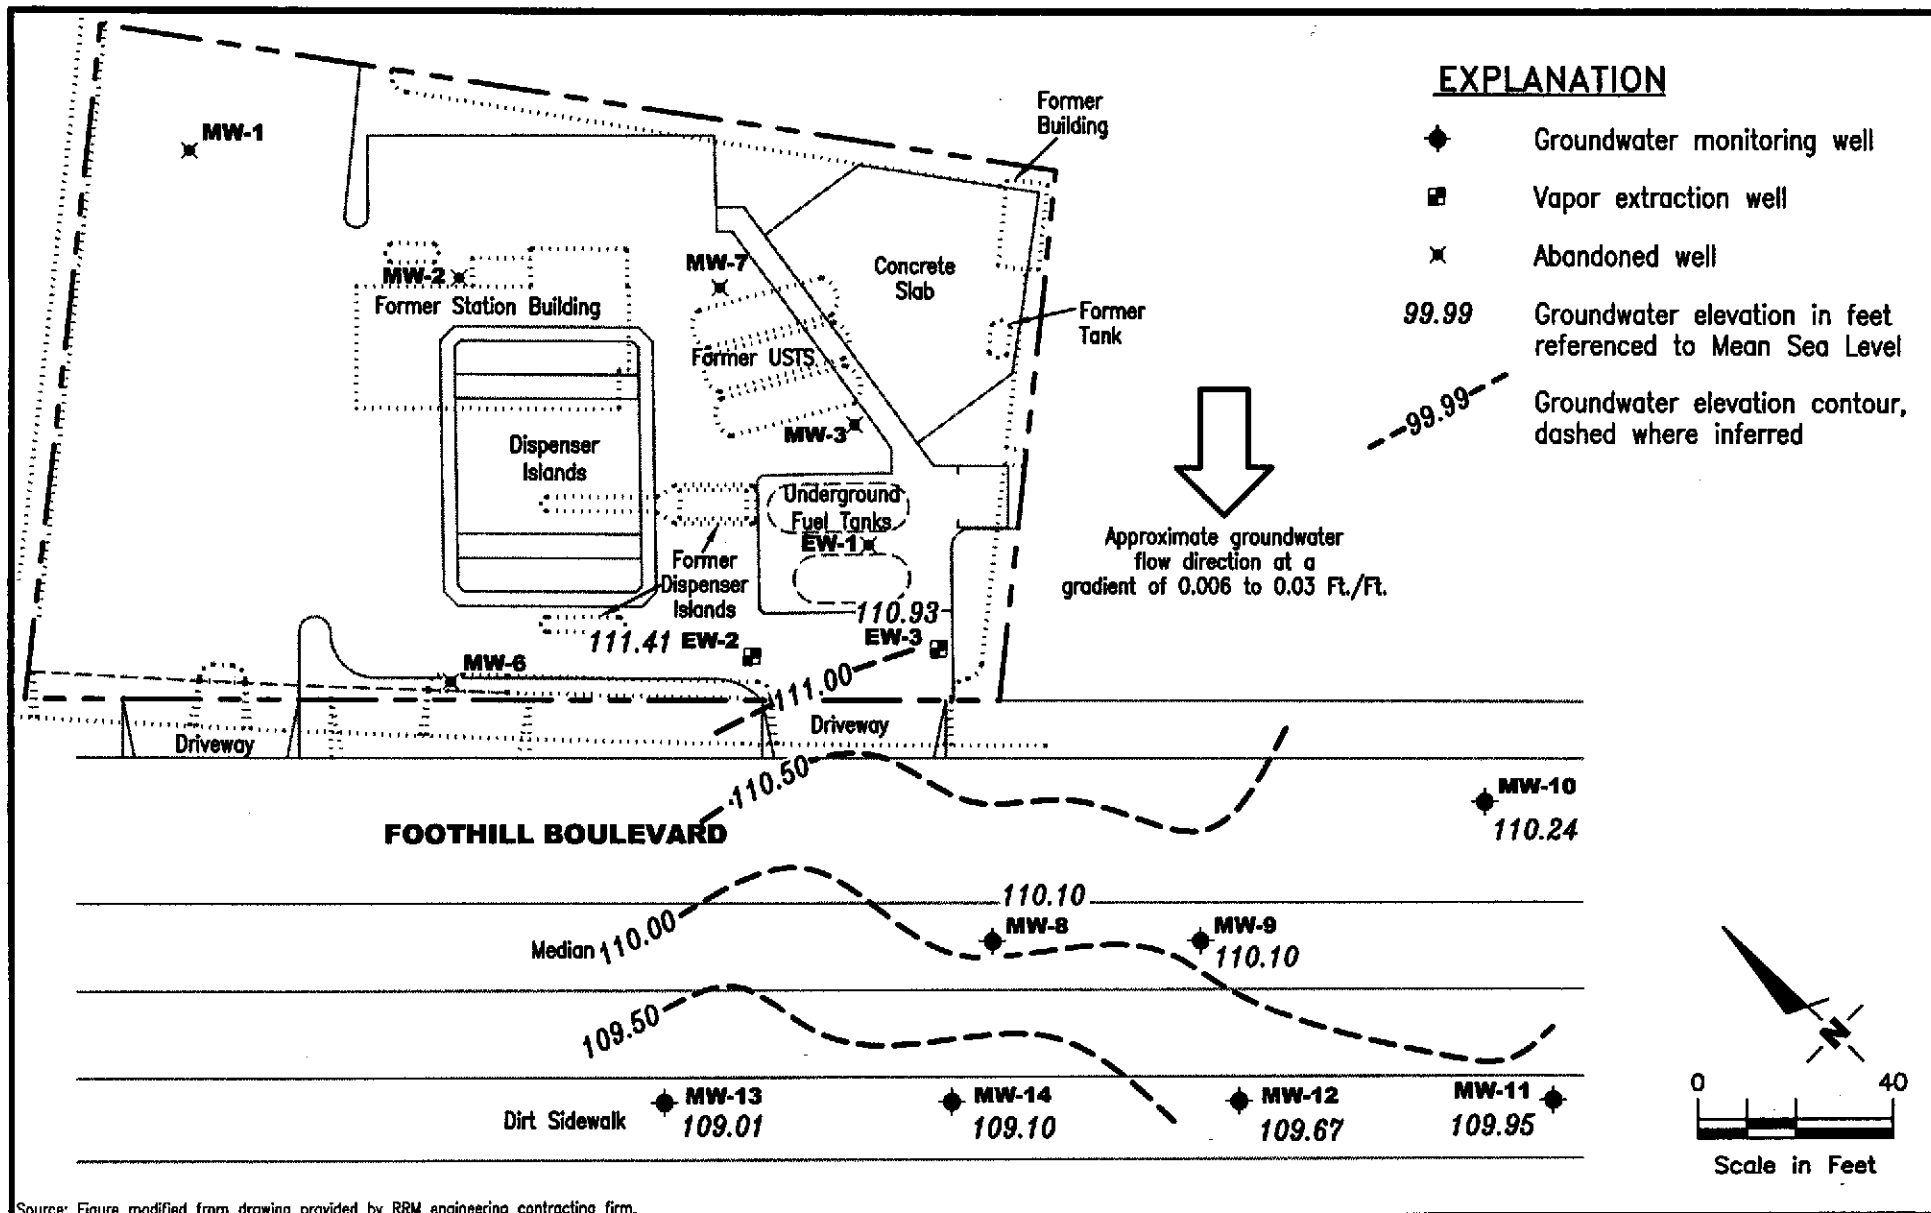 EXPLANATION
Groundwater monitoring well
Vapor extraction well
Abandoned well
99.99 Groundwater elevation in feet
referenced to Mean Sea Level
99.99 Groundwater elevation contour,
dashed where inferred
MW-1
Former
Building
MW-2
Former Station Building
MW-7
Concrete
Slab
Former
Tank
Former USTS
MW-3
Dispenser
Islands
Underground
Fuel Tanks
EW-1
Former
Dispenser
Islands
110.93
111.41 EW-2
EW-3
MW-6
111.00
Driveway
Driveway
Approximate groundwater
flow direction at a
gradient of 0.006 to 0.03 Ft./Ft.
110.50
FOOTHILL BOULEVARD
MW-10
110.24
110.10
MW-8
MW-9
110.10
Median
110.00
109.50
Dirt Sidewalk
MW-13
109.01
MW-14
109.10
MW-12
109.67
MW-11
109.95
N
0 40
Scale in Feet
Source: Figure modified from drawing provided by RRM engineering contracting firm.